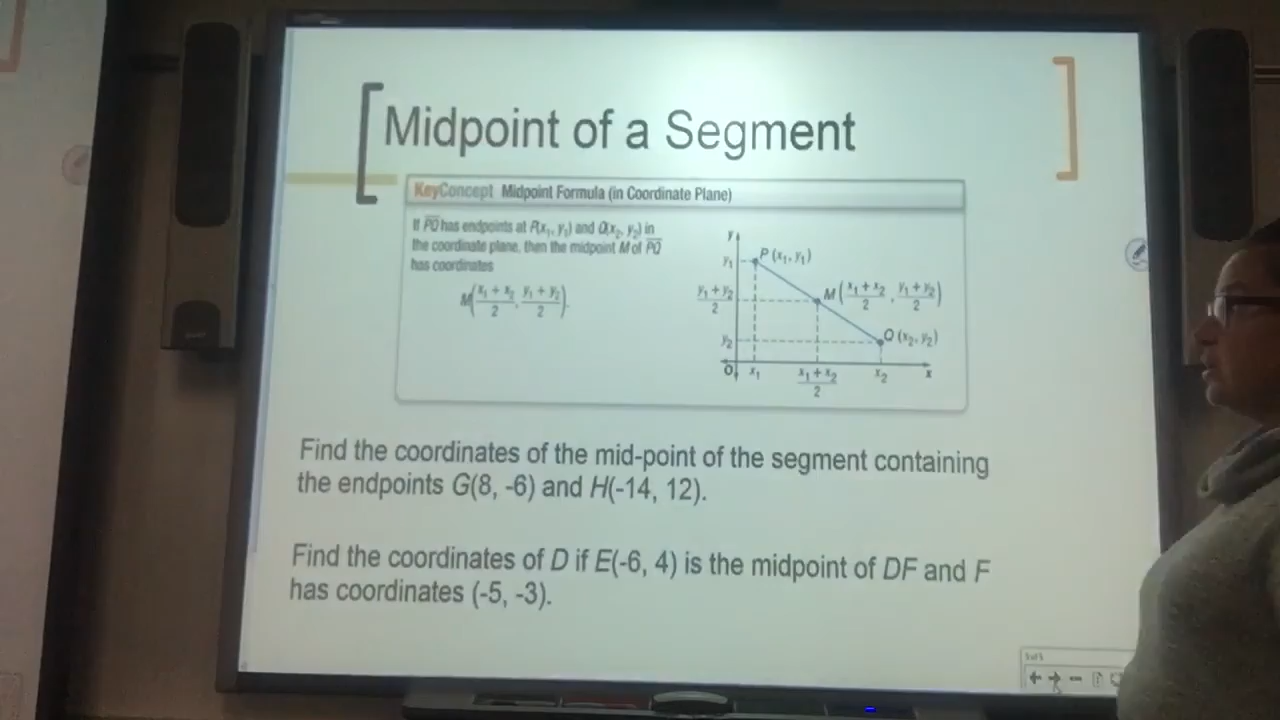 Midpoint of a Segment
KeyConcept Midpoint Formula (in Coordinate Plane)
If PQ has endpoints at P(x₁, y₁) and Q(x₂, y₂) in
the coordinate plane, then the midpoint M of PQ
has coordinates
M((x₁ + x₂)/2, (y₁ + y₂)/2).
y
y₁
P (x₁, y₁)
(y₁ + y₂)/2
M ((x₁ + x₂)/2, (y₁ + y₂)/2)
y₂
Q (x₂, y₂)
O x₁ (x₁ + x₂)/2 x₂ x
Find the coordinates of the mid-point of the segment containing
the endpoints G(8, -6) and H(-14, 12).
Find the coordinates of D if E(-6, 4) is the midpoint of DF and F
has coordinates (-5, -3).